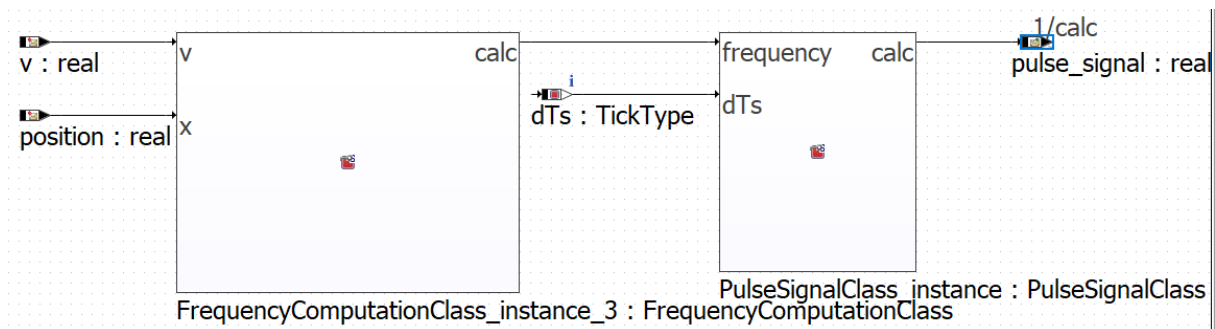 1/calc
v : real
v
calc
frequency
calc
pulse_signal : real
i
dTs : TickType
dTs
position : real
x
PulseSignalClass_instance : PulseSignalClass
FrequencyComputationClass_instance_3 : FrequencyComputationClass